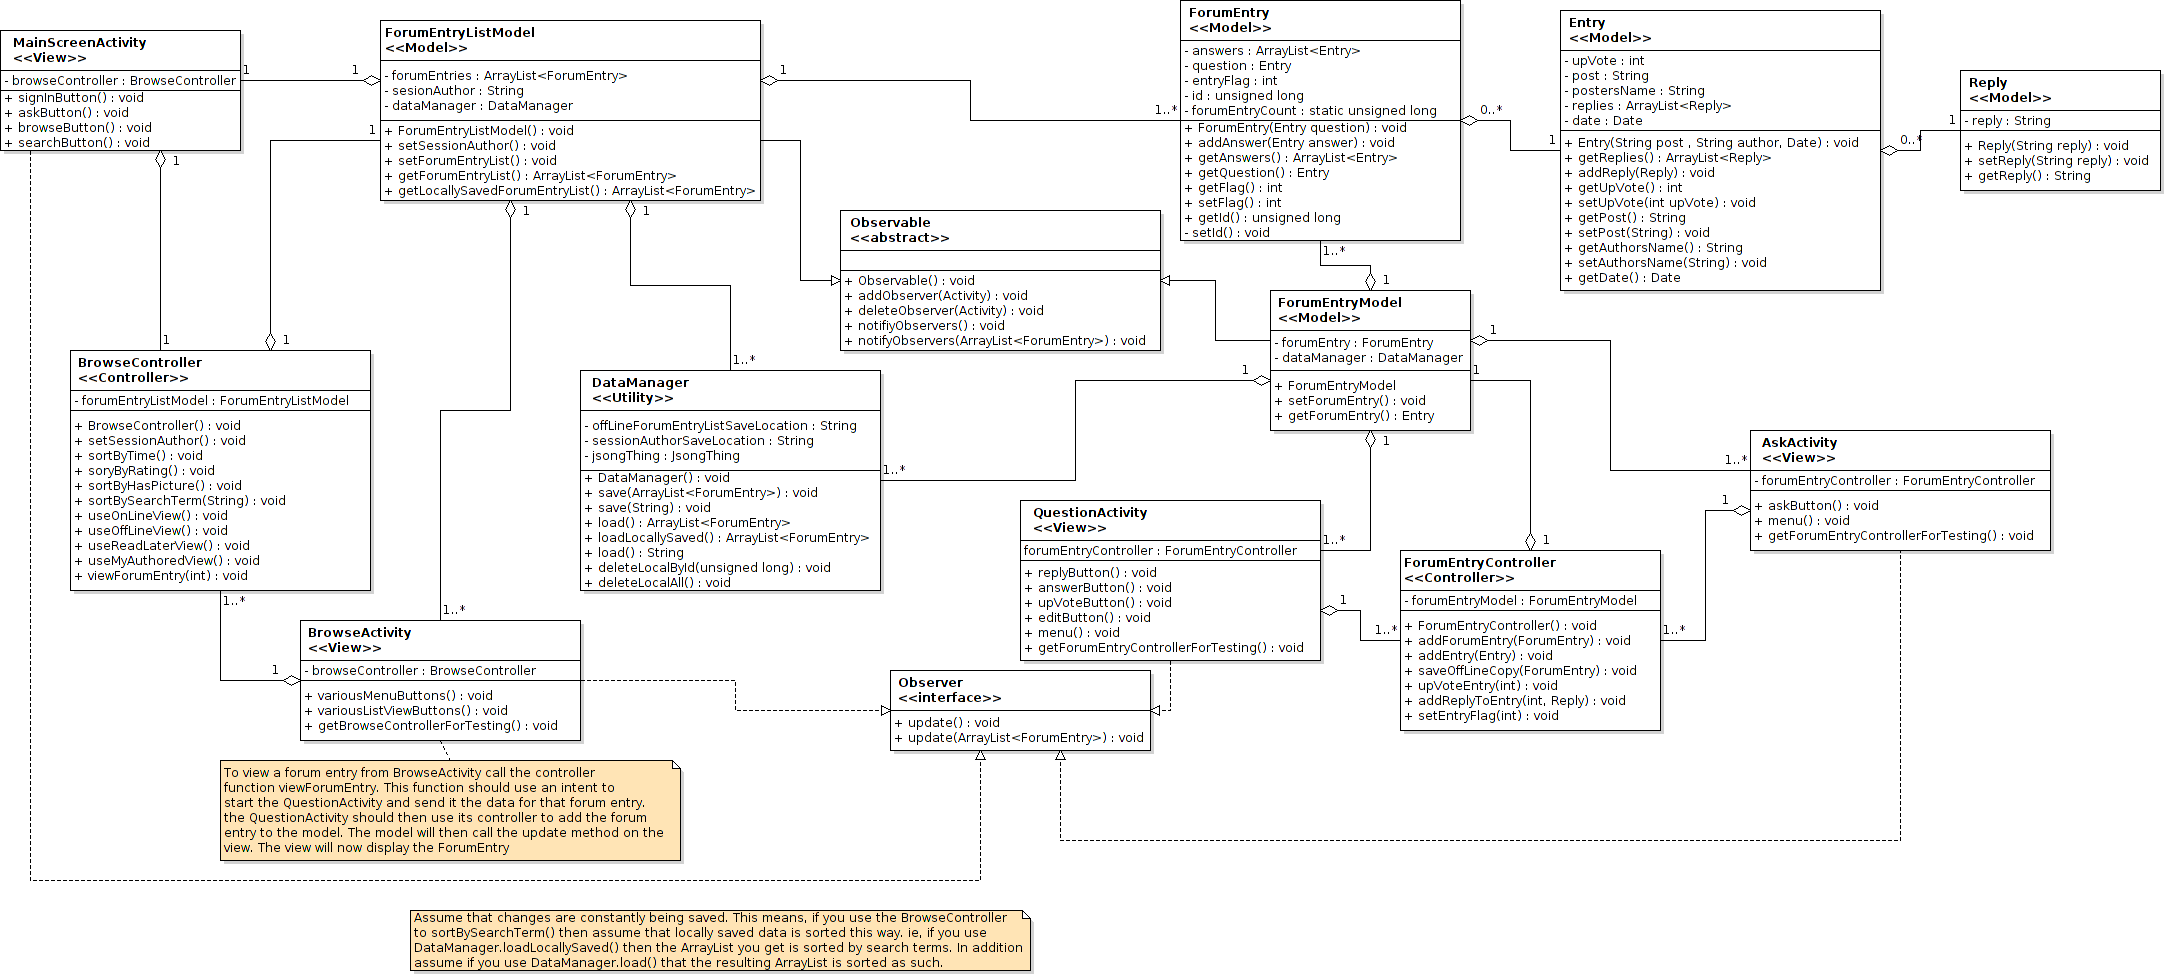 MainScreenActivity
<<View>>
- browseController : BrowseController
+ signInButton() : void
+ askButton() : void
+ browseButton() : void
+ searchButton() : void
1
1
1
1
ForumEntryListModel
<<Model>>
- forumEntries : ArrayList<ForumEntry>
- sesionAuthor : String
- dataManager : DataManager
+ ForumEntryListModel() : void
+ setSessionAuthor() : void
+ setForumEntryList() : void
+ getForumEntryList() : ArrayList<ForumEntry>
+ getLocallySavedForumEntryList() : ArrayList<ForumEntry>
1
1
1
1
1..*
ForumEntry
<<Model>>
- answers : ArrayList<Entry>
- question : Entry
- entryFlag : int
- id : unsigned long
- forumEntryCount : static unsigned long
+ ForumEntry(Entry question) : void
+ addAnswer(Entry answer) : void
+ getAnswers() : ArrayList<Entry>
+ getQuestion() : Entry
+ getFlag() : int
+ setFlag() : int
+ getId() : unsigned long
- setId() : void
0..*
1
1..*
1
Entry
<<Model>>
- upVote : int
- post : String
- postersName : String
- replies : ArrayList<Reply>
- date : Date
+ Entry(String post , String author, Date) : void
+ getReplies() : ArrayList<Reply>
+ addReply(Reply) : void
+ getUpVote() : int
+ setUpVote(int upVote) : void
+ getPost() : String
+ setPost(String) : void
+ getAuthorsName() : String
+ setAuthorsName(String) : void
+ getDate() : Date
0..*
1
Reply
<<Model>>
- reply : String
+ Reply(String reply) : void
+ setReply(String reply) : void
+ getReply() : String
Observable
<<abstract>>
+ Observable() : void
+ addObserver(Activity) : void
+ deleteObserver(Activity) : void
+ notifiyObservers() : void
+ notifyObservers(ArrayList<ForumEntry>) : void
ForumEntryModel
<<Model>>
- forumEntry : ForumEntry
- dataManager : DataManager
+ ForumEntryModel
+ setForumEntry() : void
+ getForumEntry() : Entry
1
1
1
1
BrowseController
<<Controller>>
- forumEntryListModel : ForumEntryListModel
+ BrowseController() : void
+ setSessionAuthor() : void
+ sortByTime() : void
+ soryByRating() : void
+ sortByHasPicture() : void
+ sortBySearchTerm(String) : void
+ useOnLineView() : void
+ useOffLineView() : void
+ useReadLaterView() : void
+ useMyAuthoredView() : void
+ viewForumEntry(int) : void
1
1..*
1..*
1..*
DataManager
<<Utility>>
- offLineForumEntryListSaveLocation : String
- sessionAuthorSaveLocation : String
- jsongThing : JsongThing
+ DataManager() : void
+ save(ArrayList<ForumEntry>) : void
+ save(String) : void
+ load() : ArrayList<ForumEntry>
+ loadLocallySaved() : ArrayList<ForumEntry>
+ load() : String
+ deleteLocalById(unsigned long) : void
+ deleteLocalAll() : void
1..*
AskActivity
<<View>>
- forumEntryController : ForumEntryController
+ askButton() : void
+ menu() : void
+ getForumEntryControllerForTesting() : void
1..*
1
QuestionActivity
<<View>>
forumEntryController : ForumEntryController
+ replyButton() : void
+ answerButton() : void
+ upVoteButton() : void
+ editButton() : void
+ menu() : void
+ getForumEntryControllerForTesting() : void
1..*
1
1..*
ForumEntryController
<<Controller>>
- forumEntryModel : ForumEntryModel
+ ForumEntryController() : void
+ addForumEntry(ForumEntry) : void
+ addEntry(Entry) : void
+ saveOffLineCopy(ForumEntry) : void
+ upVoteEntry(int) : void
+ addReplyToEntry(int, Reply) : void
+ setEntryFlag(int) : void
1
1..*
BrowseActivity
<<View>>
- browseController : BrowseController
+ variousMenuButtons() : void
+ variousListViewButtons() : void
+ getBrowseControllerForTesting() : void
1
Observer
<<interface>>
+ update() : void
+ update(ArrayList<ForumEntry>) : void
To view a forum entry from BrowseActivity call the controller
function viewForumEntry. This function should use an intent to
start the QuestionActivity and send it the data for that forum entry.
the QuestionActivity should then use its controller to add the forum
entry to the model. The model will then call the update method on the
view. The view will now display the ForumEntry
Assume that changes are constantly being saved. This means, if you use the BrowseController
to sortBySearchTerm() then assume that locally saved data is sorted this way. ie, if you use
DataManager.loadLocallySaved() then the ArrayList you get is sorted by search terms. In addition
assume if you use DataManager.load() that the resulting ArrayList is sorted as such.